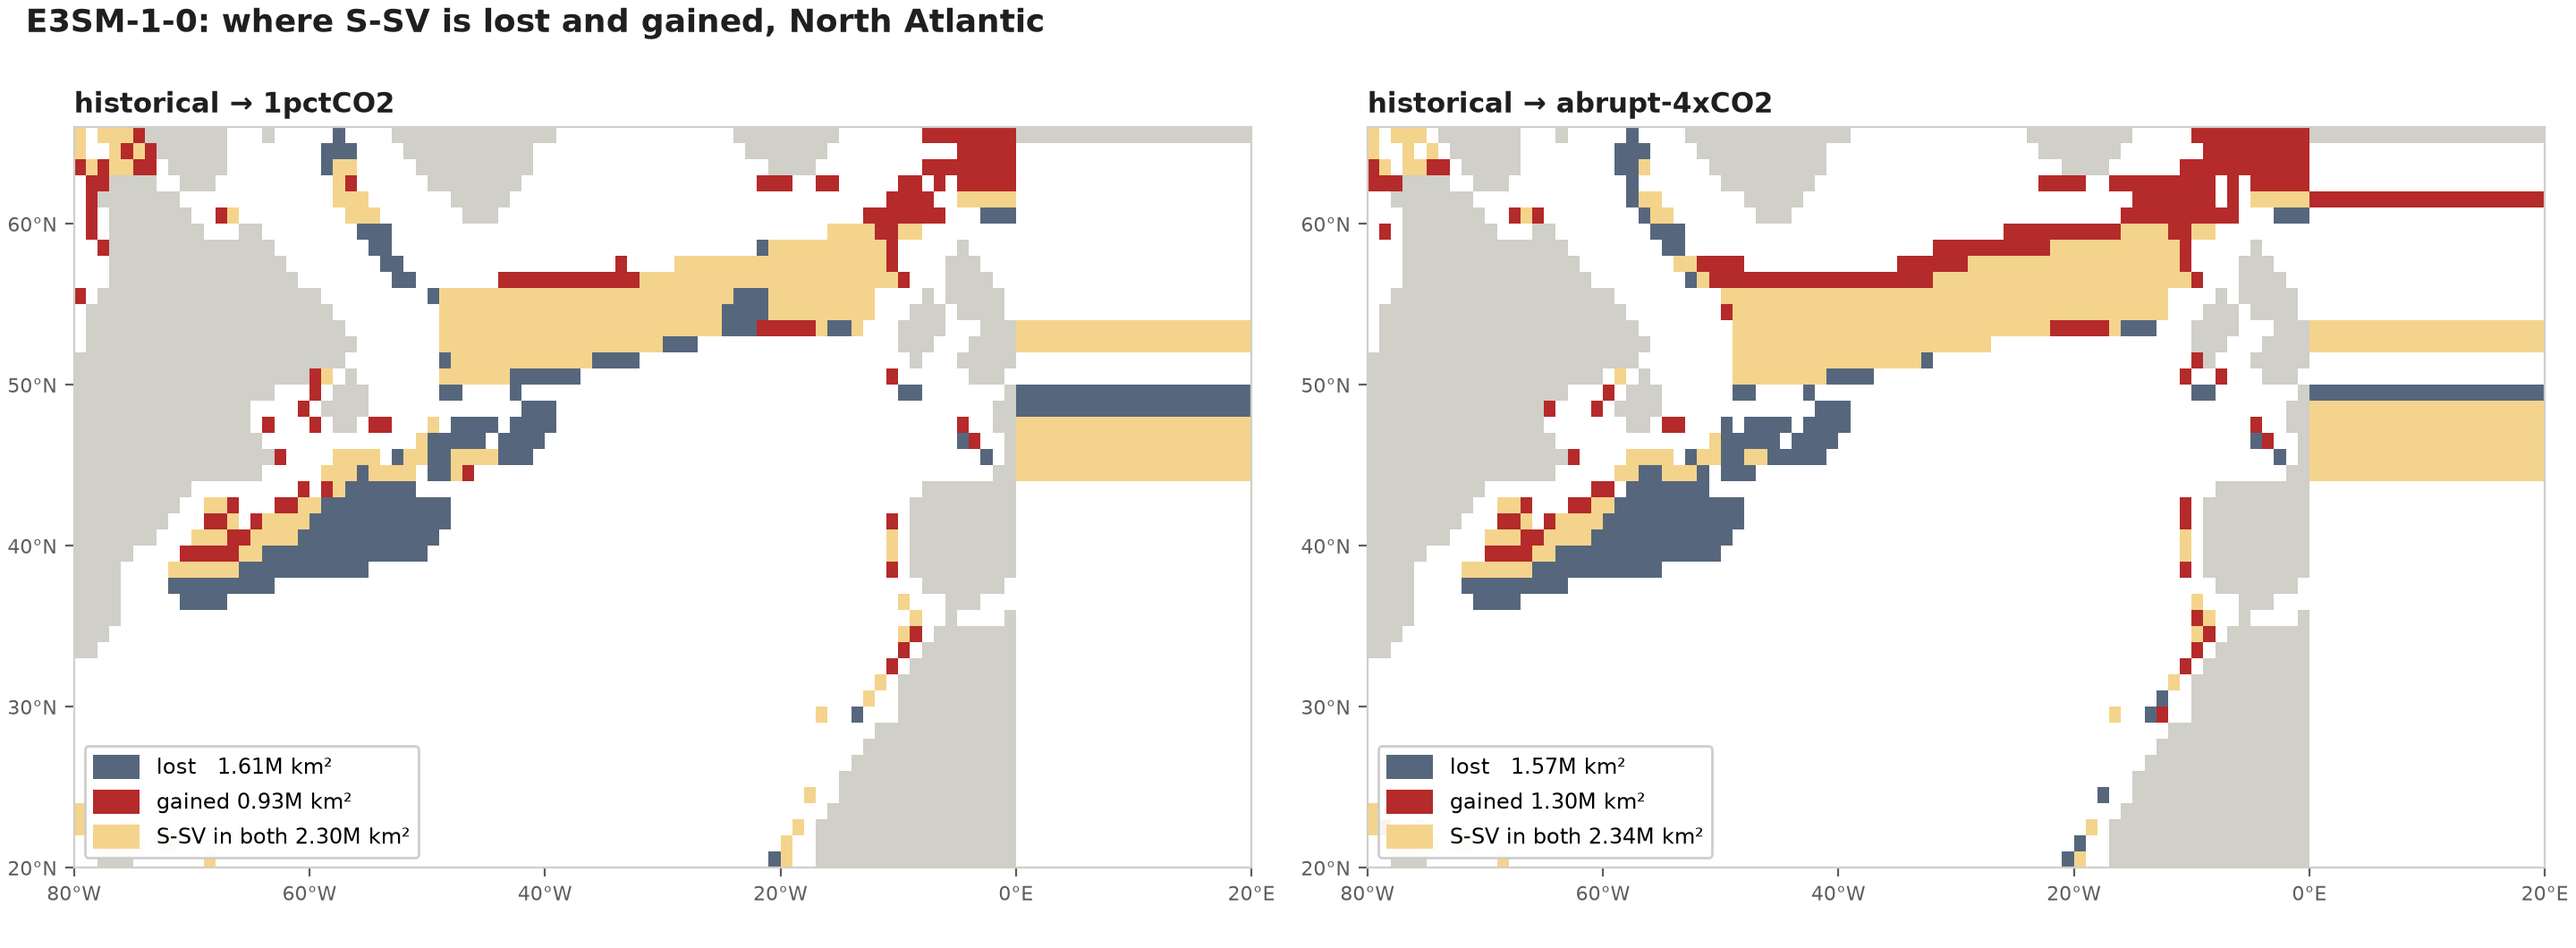 E3SM-1-0: where S-SV is lost and gained, North Atlantic
historical → 1pctCO2
60°N
50°N
40°N
30°N
20°N
80°W
60°W
40°W
20°W
0°E
20°E
lost 1.61M km²
gained 0.93M km²
S-SV in both 2.30M km²
historical → abrupt-4xCO2
60°N
50°N
40°N
30°N
20°N
80°W
60°W
40°W
20°W
0°E
20°E
lost 1.57M km²
gained 1.30M km²
S-SV in both 2.34M km²